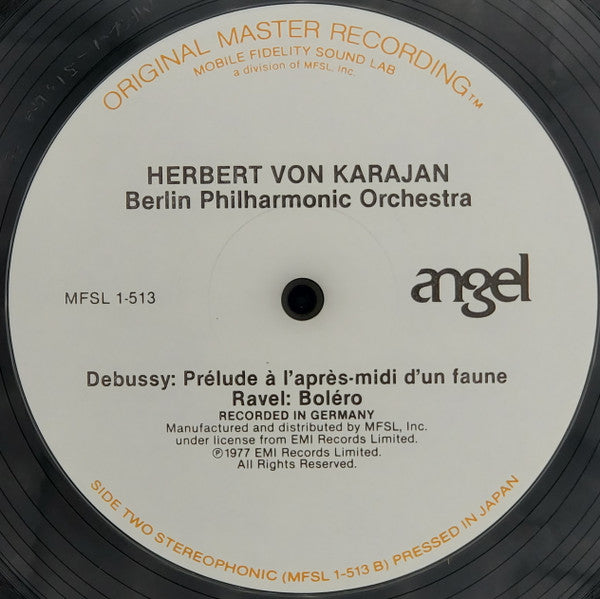 ORIGINAL MASTER RECORDING™
MOBILE FIDELITY SOUND LAB
a division of MFSL, Inc.
HERBERT VON KARAJAN
Berlin Philharmonic Orchestra
MFSL 1-513
angel
Debussy: Prélude à l'après-midi d'un faune
Ravel: Boléro
RECORDED IN GERMANY
Manufactured and distributed by MFSL, Inc.
under license from EMI Records Limited.
℗1977 EMI Records Limited.
All Rights Reserved.
SIDE TWO STEREOPHONIC (MFSL 1-513 B) PRESSED IN JAPAN